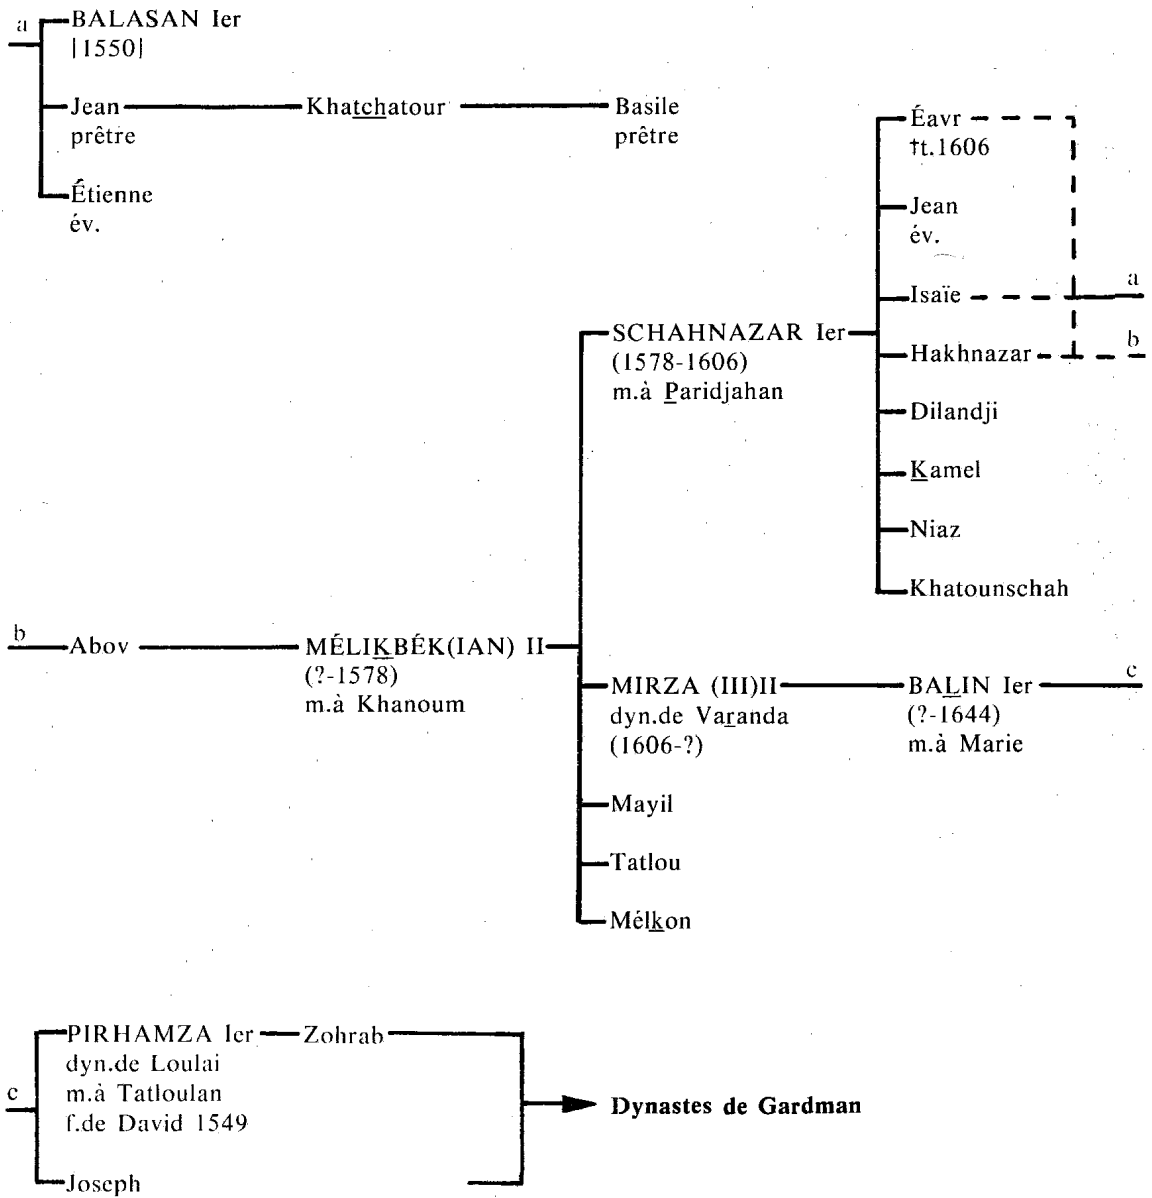 a
BALASAN Ier
|1550|
Jean
prêtre
Khatchatour
Basile
prêtre
Étienne
év.
Éavr
†t.1606
Jean
év.
Isaïe
a
Hakhnazar
b
Dilandji
Kamel
Niaz
Khatounschah
SCHAHNAZAR Ier
(1578-1606)
m.à Paridjahan
b
Abov
MÉLIKBÉK(IAN) II
(?-1578)
m.à Khanoum
MIRZA (III)II
dyn.de Varanda
(1606-?)
BALIN Ier
(?-1644)
m.à Marie
c
Mayil
Tatlou
Mélkon
c
PIRHAMZA Ier
dyn.de Loulai
m.à Tatloulan
f.de David 1549
Zohrab
Joseph
Dynastes de Gardman